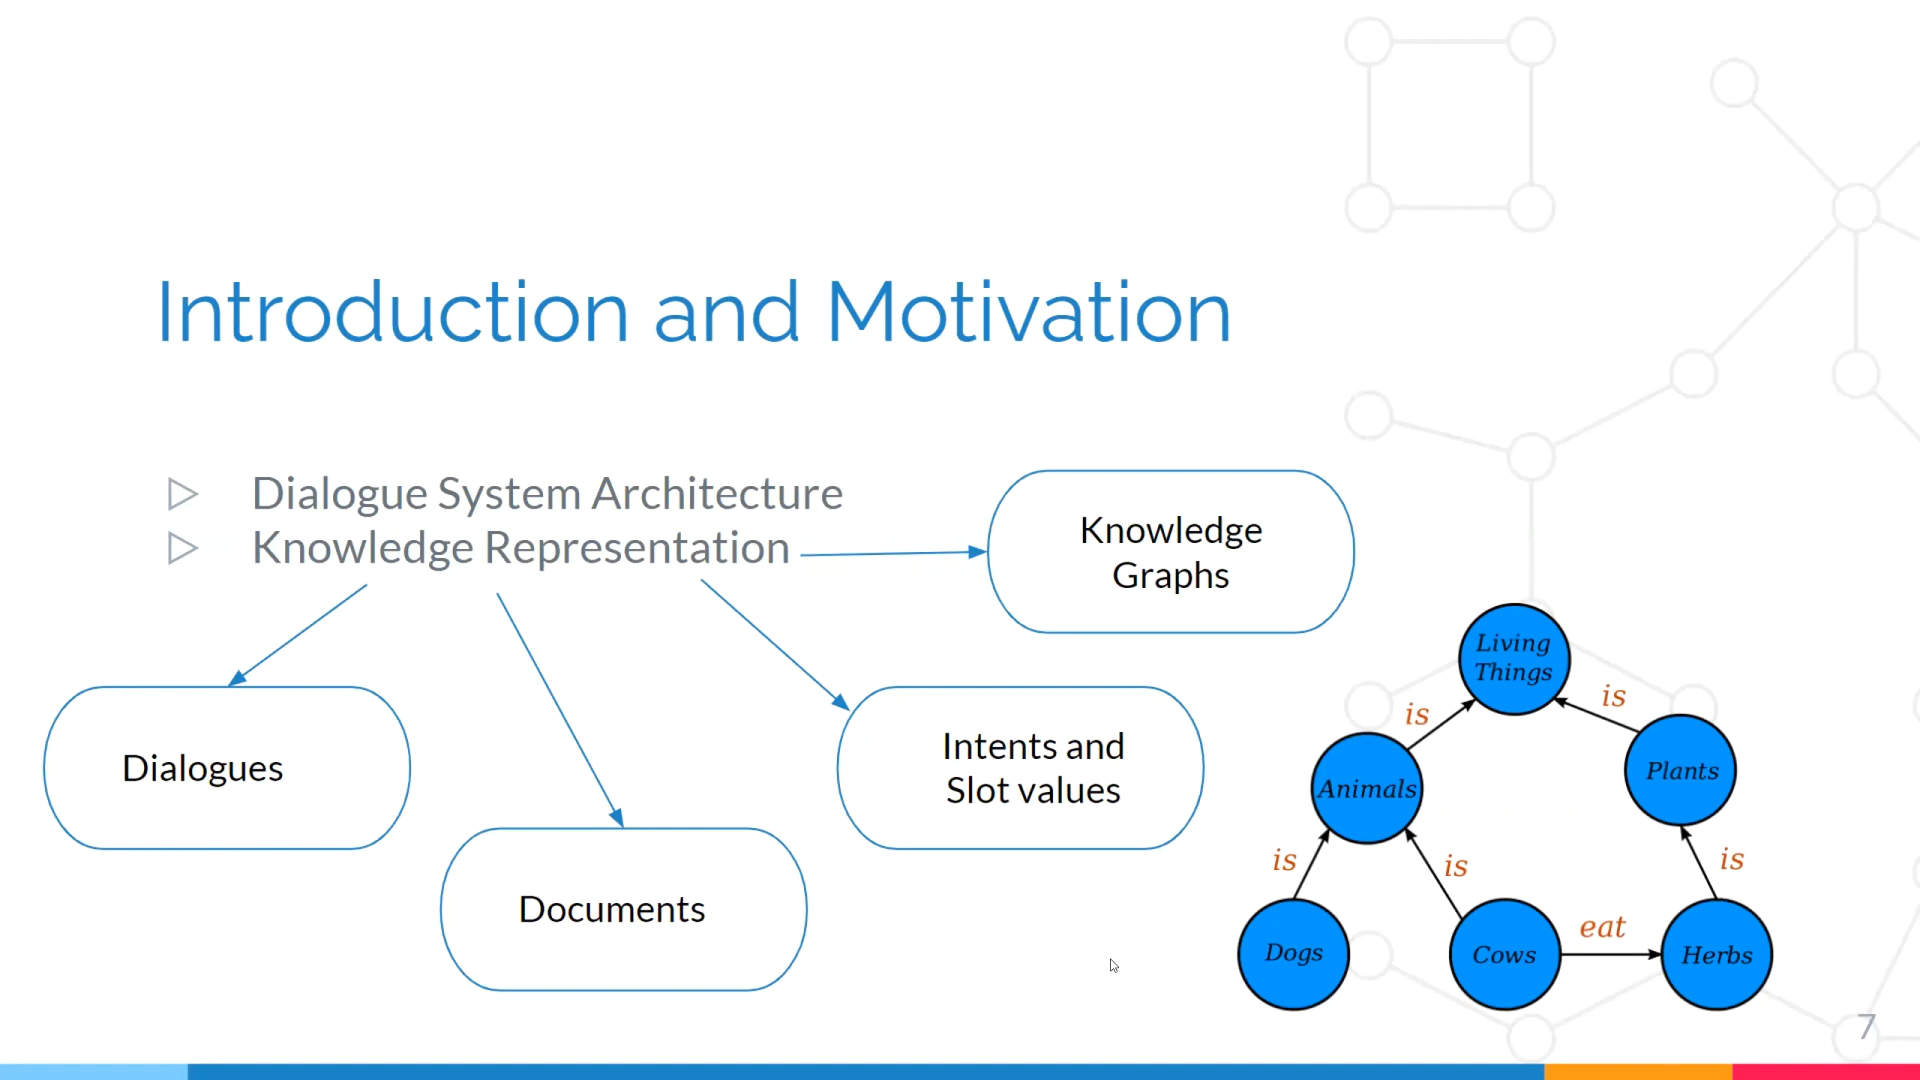 Introduction and Motivation
Dialogue System Architecture
Knowledge Representation
Knowledge
Graphs
Dialogues
Documents
Intents and
Slot values
Living
Things
is
is
Animals
Plants
is
is
is
eat
Dogs
Cows
Herbs
7